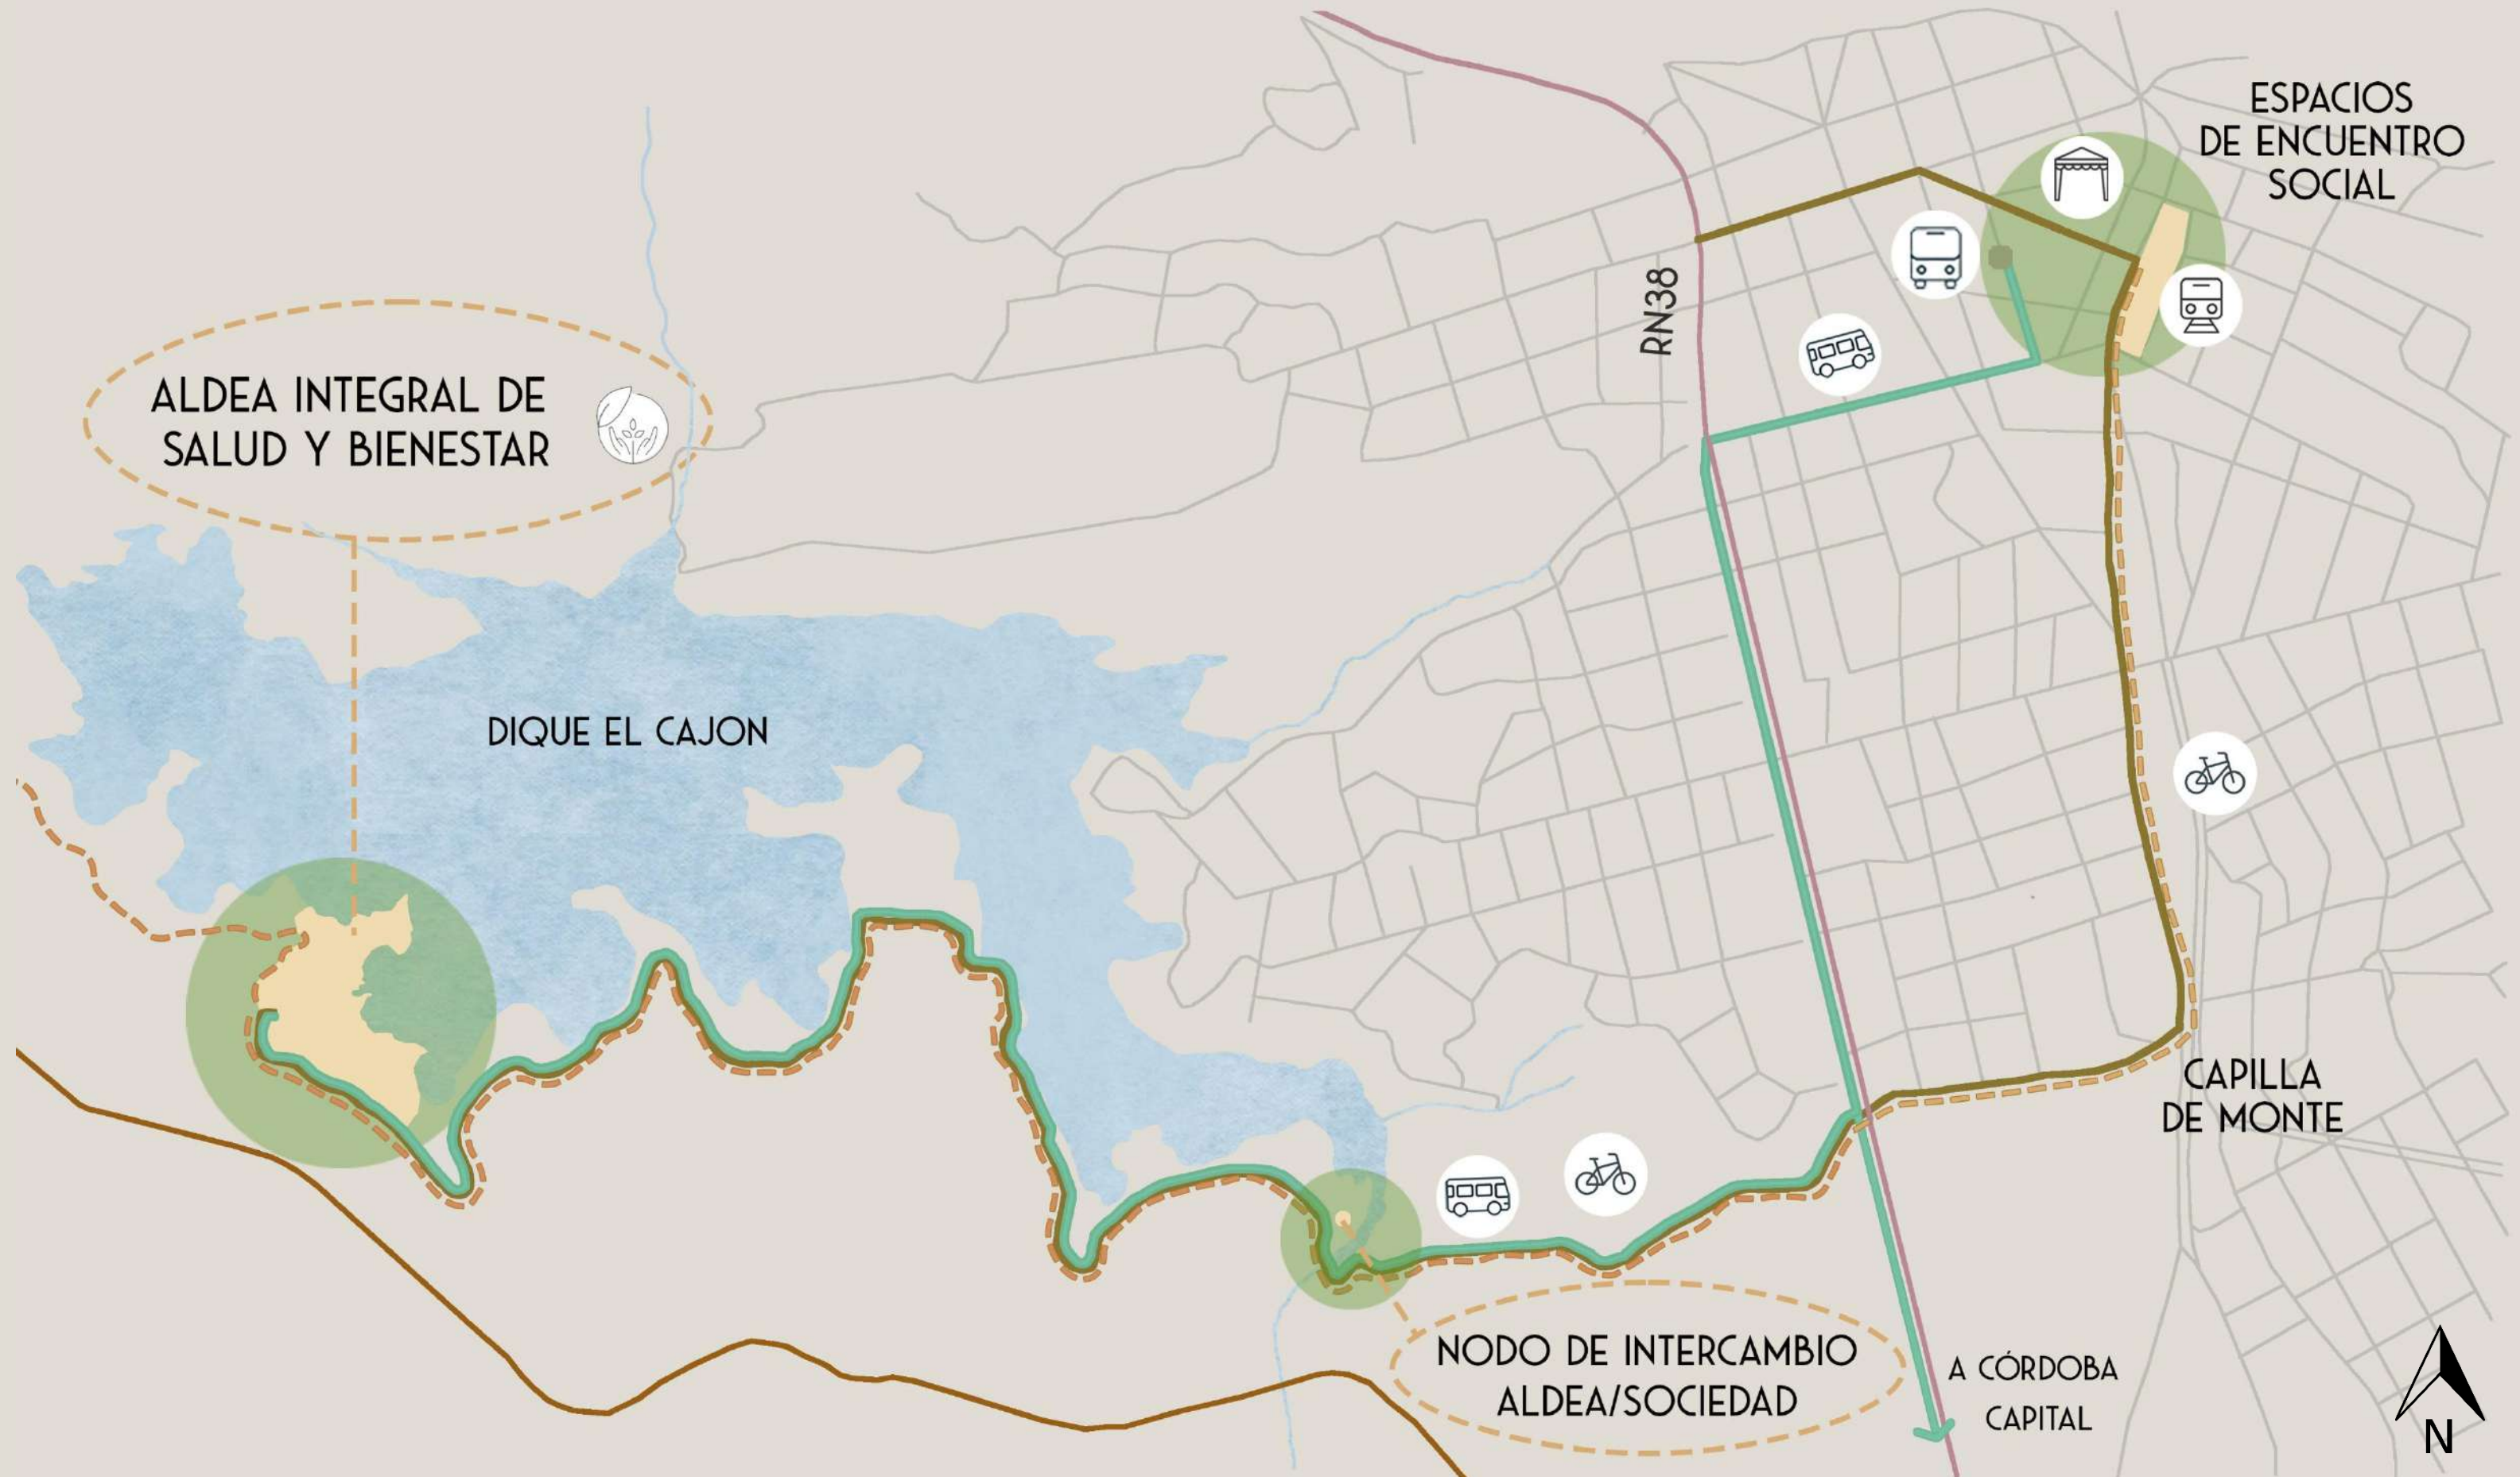 ESPACIOS
DE ENCUENTRO
SOCIAL
RN38
ALDEA INTEGRAL DE
SALUD Y BIENESTAR
DIQUE EL CAJON
CAPILLA
DE MONTE
NODO DE INTERCAMBIO
ALDEA/SOCIEDAD
A CÓRDOBA
CAPITAL
N